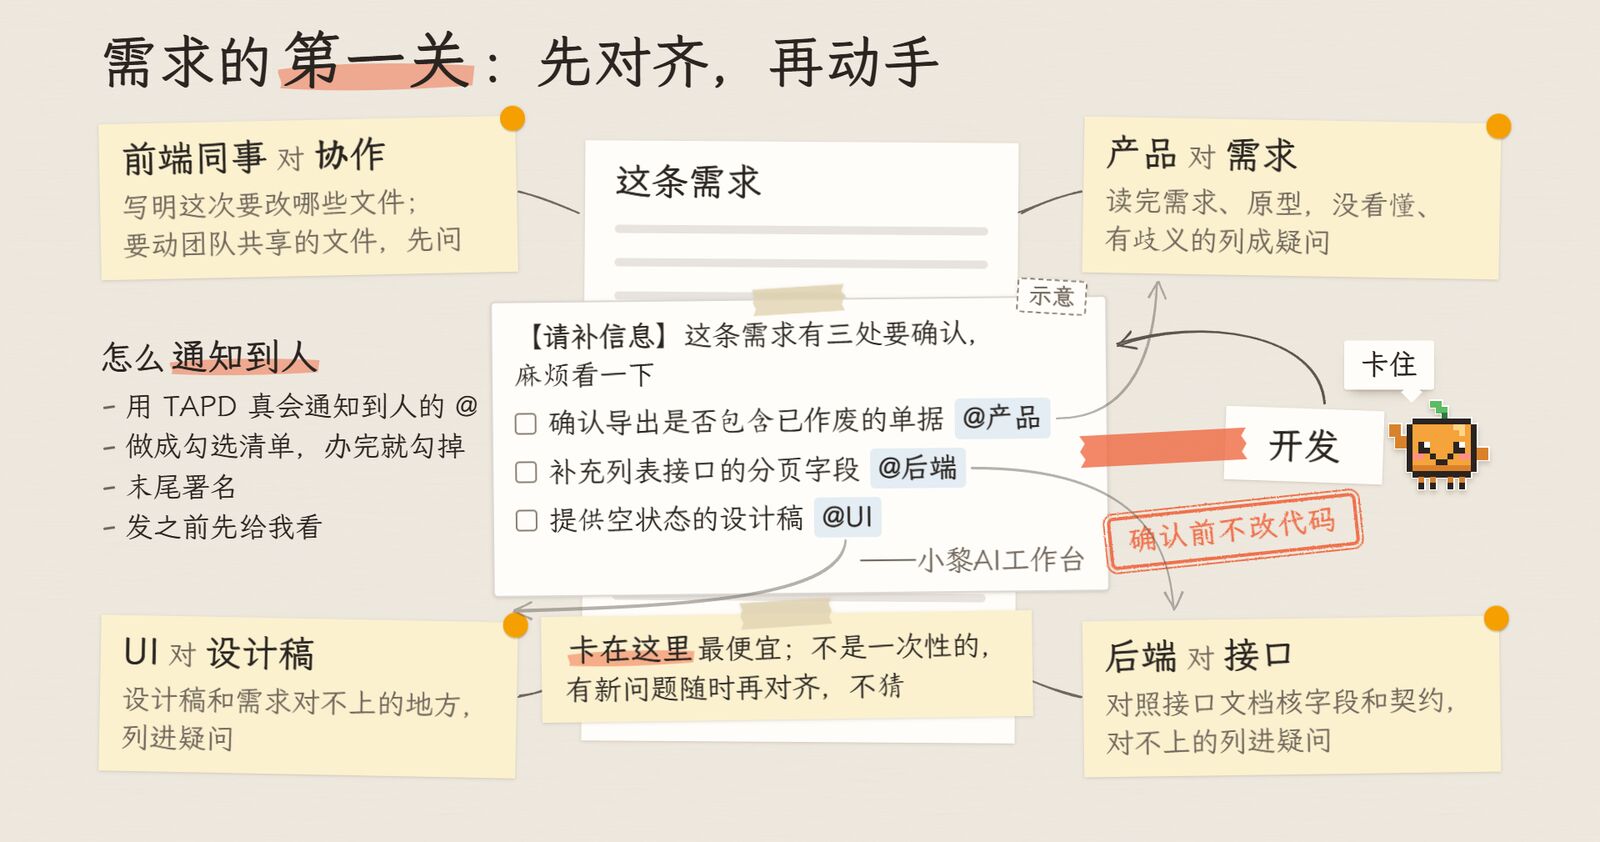 需求的第一关：先对齐，再动手
前端同事 对 协作
写明这次要改哪些文件；
要动团队共享的文件，先问
这条需求
产品 对 需求
读完需求、原型，没看懂、
有歧义的列成疑问
示意
【请补信息】这条需求有三处要确认，
麻烦看一下
确认导出是否包含已作废的单据 @产品
补充列表接口的分页字段 @后端
提供空状态的设计稿 @UI
——小黎AI工作台
怎么通知到人
– 用 TAPD 真会通知到人的 @
– 做成勾选清单，办完就勾掉
– 末尾署名
– 发之前先给我看
卡住
开发
确认前不改代码
UI 对 设计稿
设计稿和需求对不上的地方，
列进疑问
卡在这里最便宜；不是一次性的，
有新问题随时再对齐，不猜
后端 对 接口
对照接口文档核字段和契约，
对不上的列进疑问